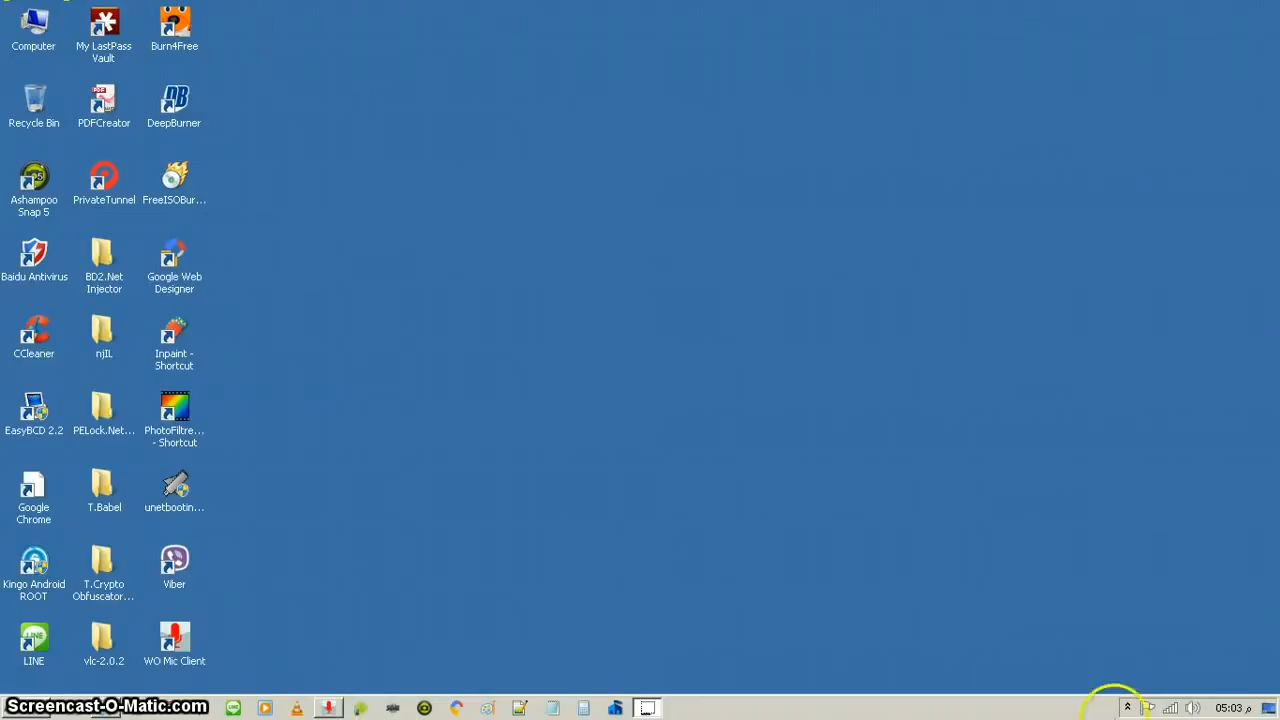 Computer
My LastPass
Vault
Burn4Free
Recycle Bin
PDFCreator
DeepBurner
Ashampoo
Snap 5
PrivateTunnel
FreeISOBur...
Baidu Antivirus
BD2.Net
Injector
Google Web
Designer
CCleaner
njIL
Inpaint -
Shortcut
EasyBCD 2.2
PELock.Net...
PhotoFiltre...
- Shortcut
Google
Chrome
T.Babel
unetbootin...
Kingo Android
ROOT
T.Crypto
Obfuscator...
Viber
LINE
vlc-2.0.2
WO Mic Client
Screencast-O-Matic.com
05:03 م